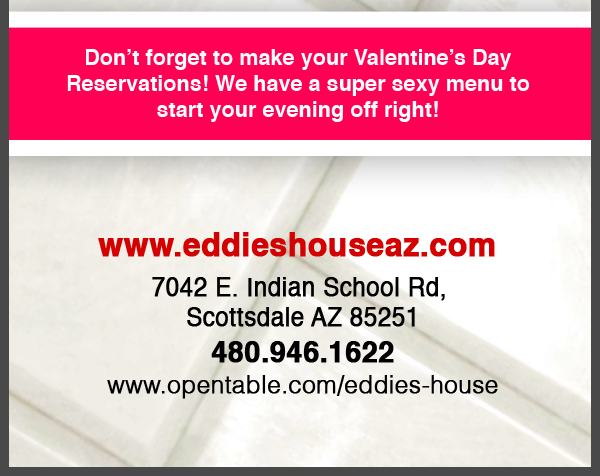 Don’t forget to make your Valentine’s Day
Reservations! We have a super sexy menu to
start your evening off right!
www.eddieshouseaz.com
7042 E. Indian School Rd,
Scottsdale AZ 85251
480.946.1622
www.opentable.com/eddies-house